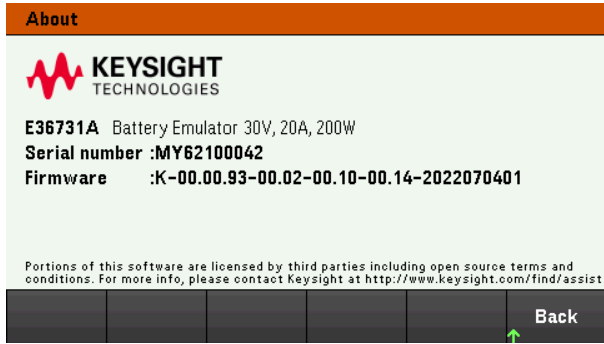 About
KEYSIGHT
TECHNOLOGIES
E36731A Battery Emulator 30V, 20A, 200W
Serial number :MY62100042
Firmware :K-00.00.93-00.02-00.10-00.14-2022070401
Portions of this software are licensed by third parties including open source terms and
conditions. For more info, please contact Keysight at http://www.keysight.com/find/assist
Back